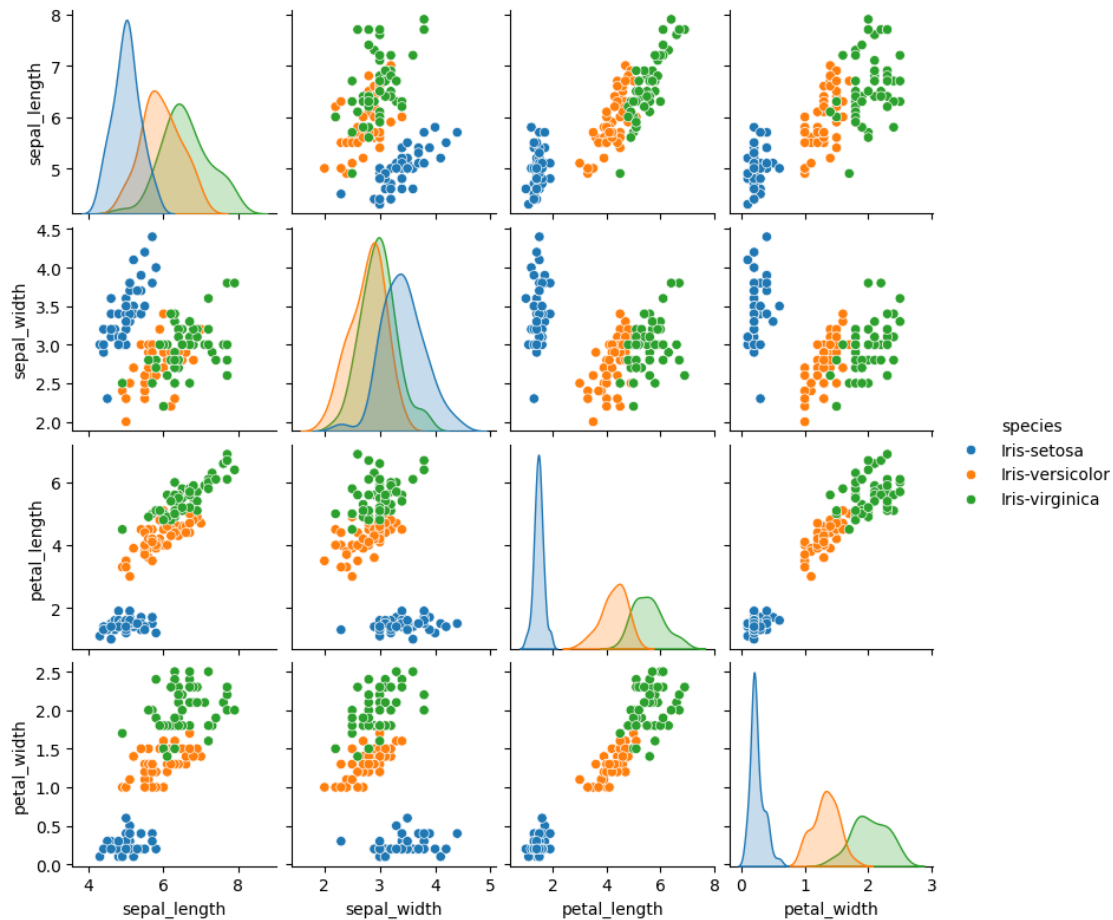 8
7
6
5
sepal_length
4.5
4.0
3.5
3.0
2.5
2.0
sepal_width
species
Iris-setosa
Iris-versicolor
Iris-virginica
6
4
2
petal_length
2.5
2.0
1.5
1.0
0.5
0.0
petal_width
4 6 8
2 3 4 5
2 4 6 8
0 1 2 3
sepal_length sepal_width petal_length petal_width